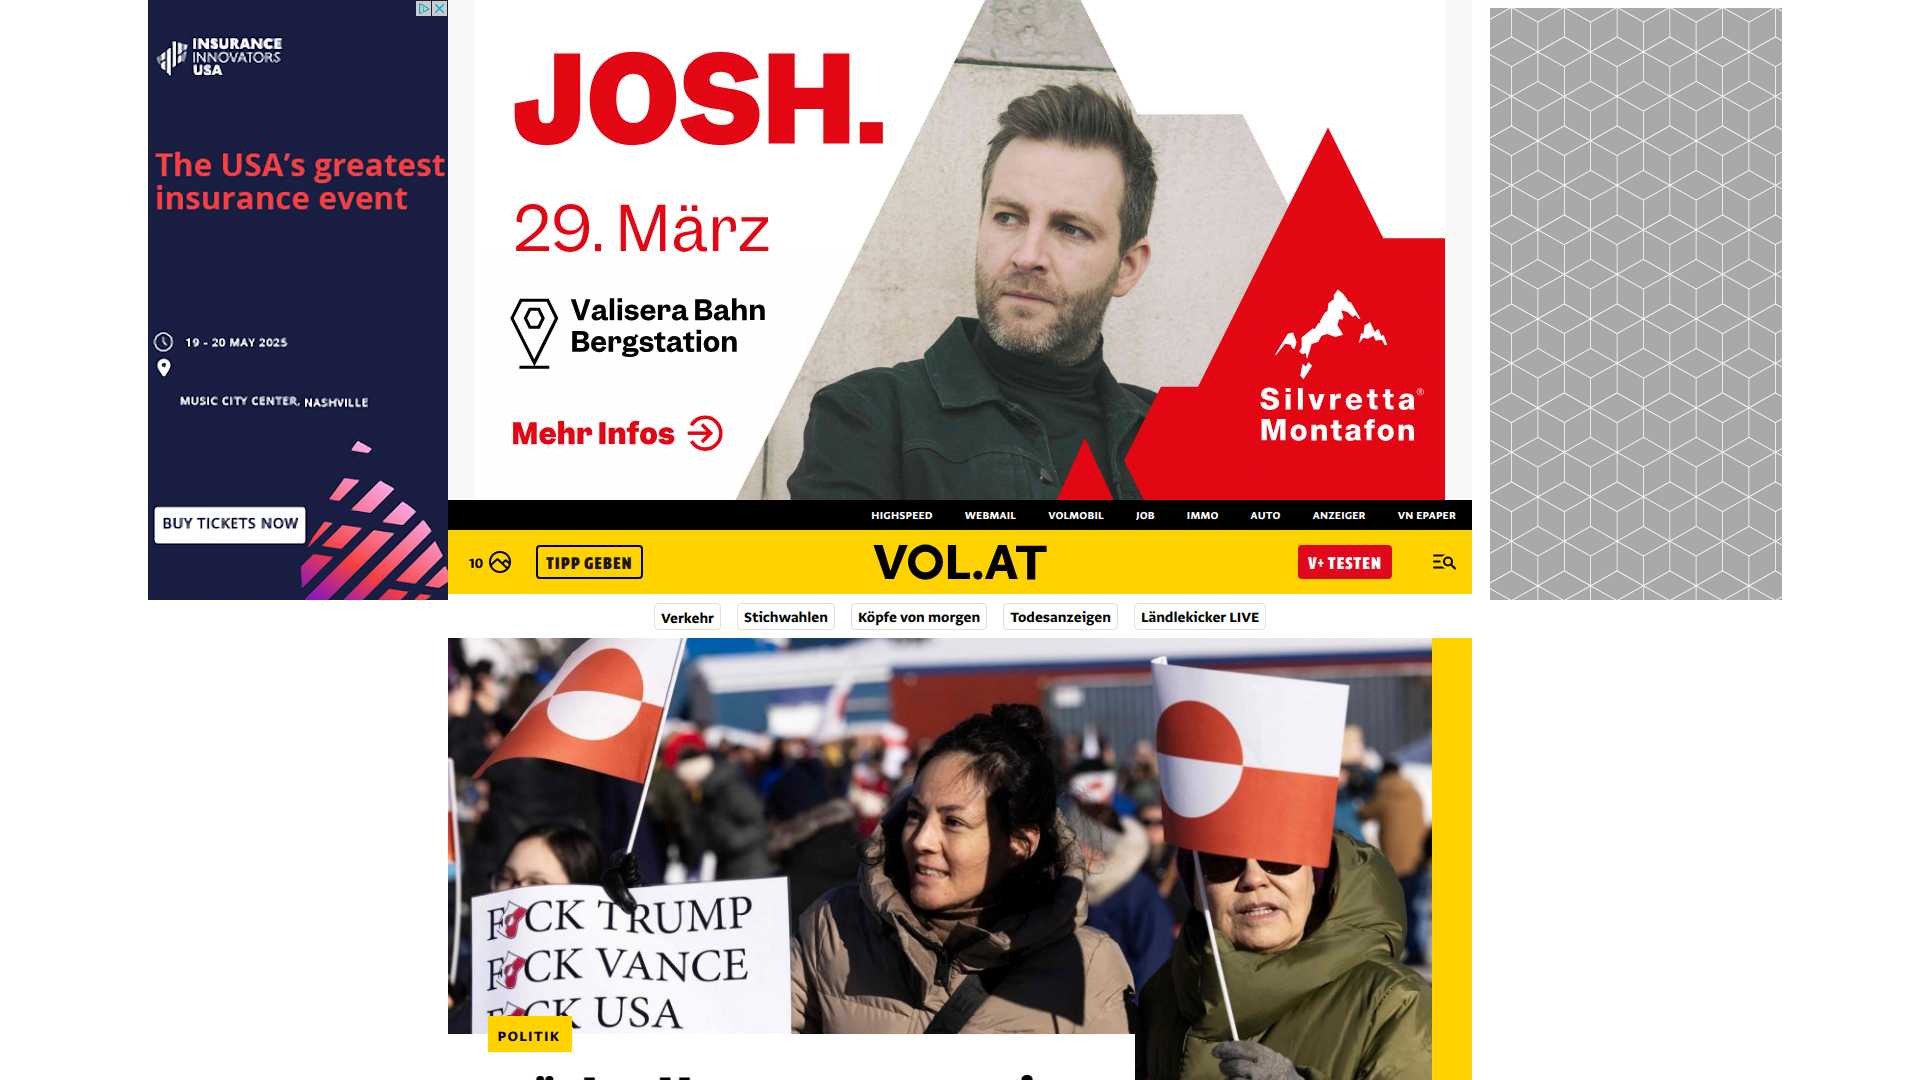 INSURANCE
INNOVATORS
USA
The USA's greatest
insurance event
19 - 20 MAY 2025
MUSIC CITY CENTER, NASHVILLE
BUY TICKETS NOW
JOSH.
29. März
Valisera Bahn
Bergstation
Mehr Infos
Silvretta®
Montafon
HIGHSPEED WEBMAIL VOLMOBIL JOB IMMO AUTO ANZEIGER VN EPAPER
10 TIPP GEBEN VOL.AT V+ TESTEN
Verkehr Stichwahlen Köpfe von morgen Todesanzeigen Ländlekicker LIVE
F CK TRUMP
F CK VANCE
F CK USA
POLITIK